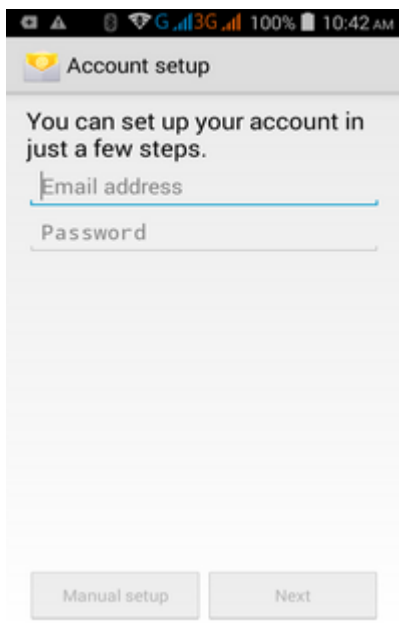 G 3G 100% 10:42 AM
Account setup
You can set up your account in
just a few steps.
Email address
Password
Manual setup Next